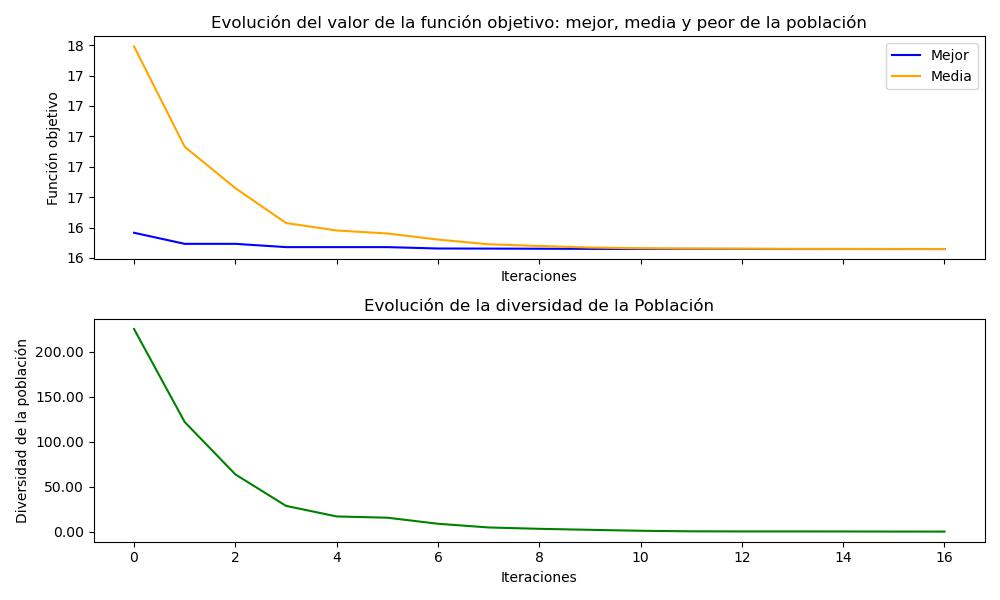 Evolución del valor de la función objetivo: mejor, media y peor de la población
Función objetivo
18
17
17
17
17
17
16
16
Mejor
Media
Iteraciones
Evolución de la diversidad de la Población
Diversidad de la población
200.00
150.00
100.00
50.00
0.00
0 2 4 6 8 10 12 14 16
Iteraciones